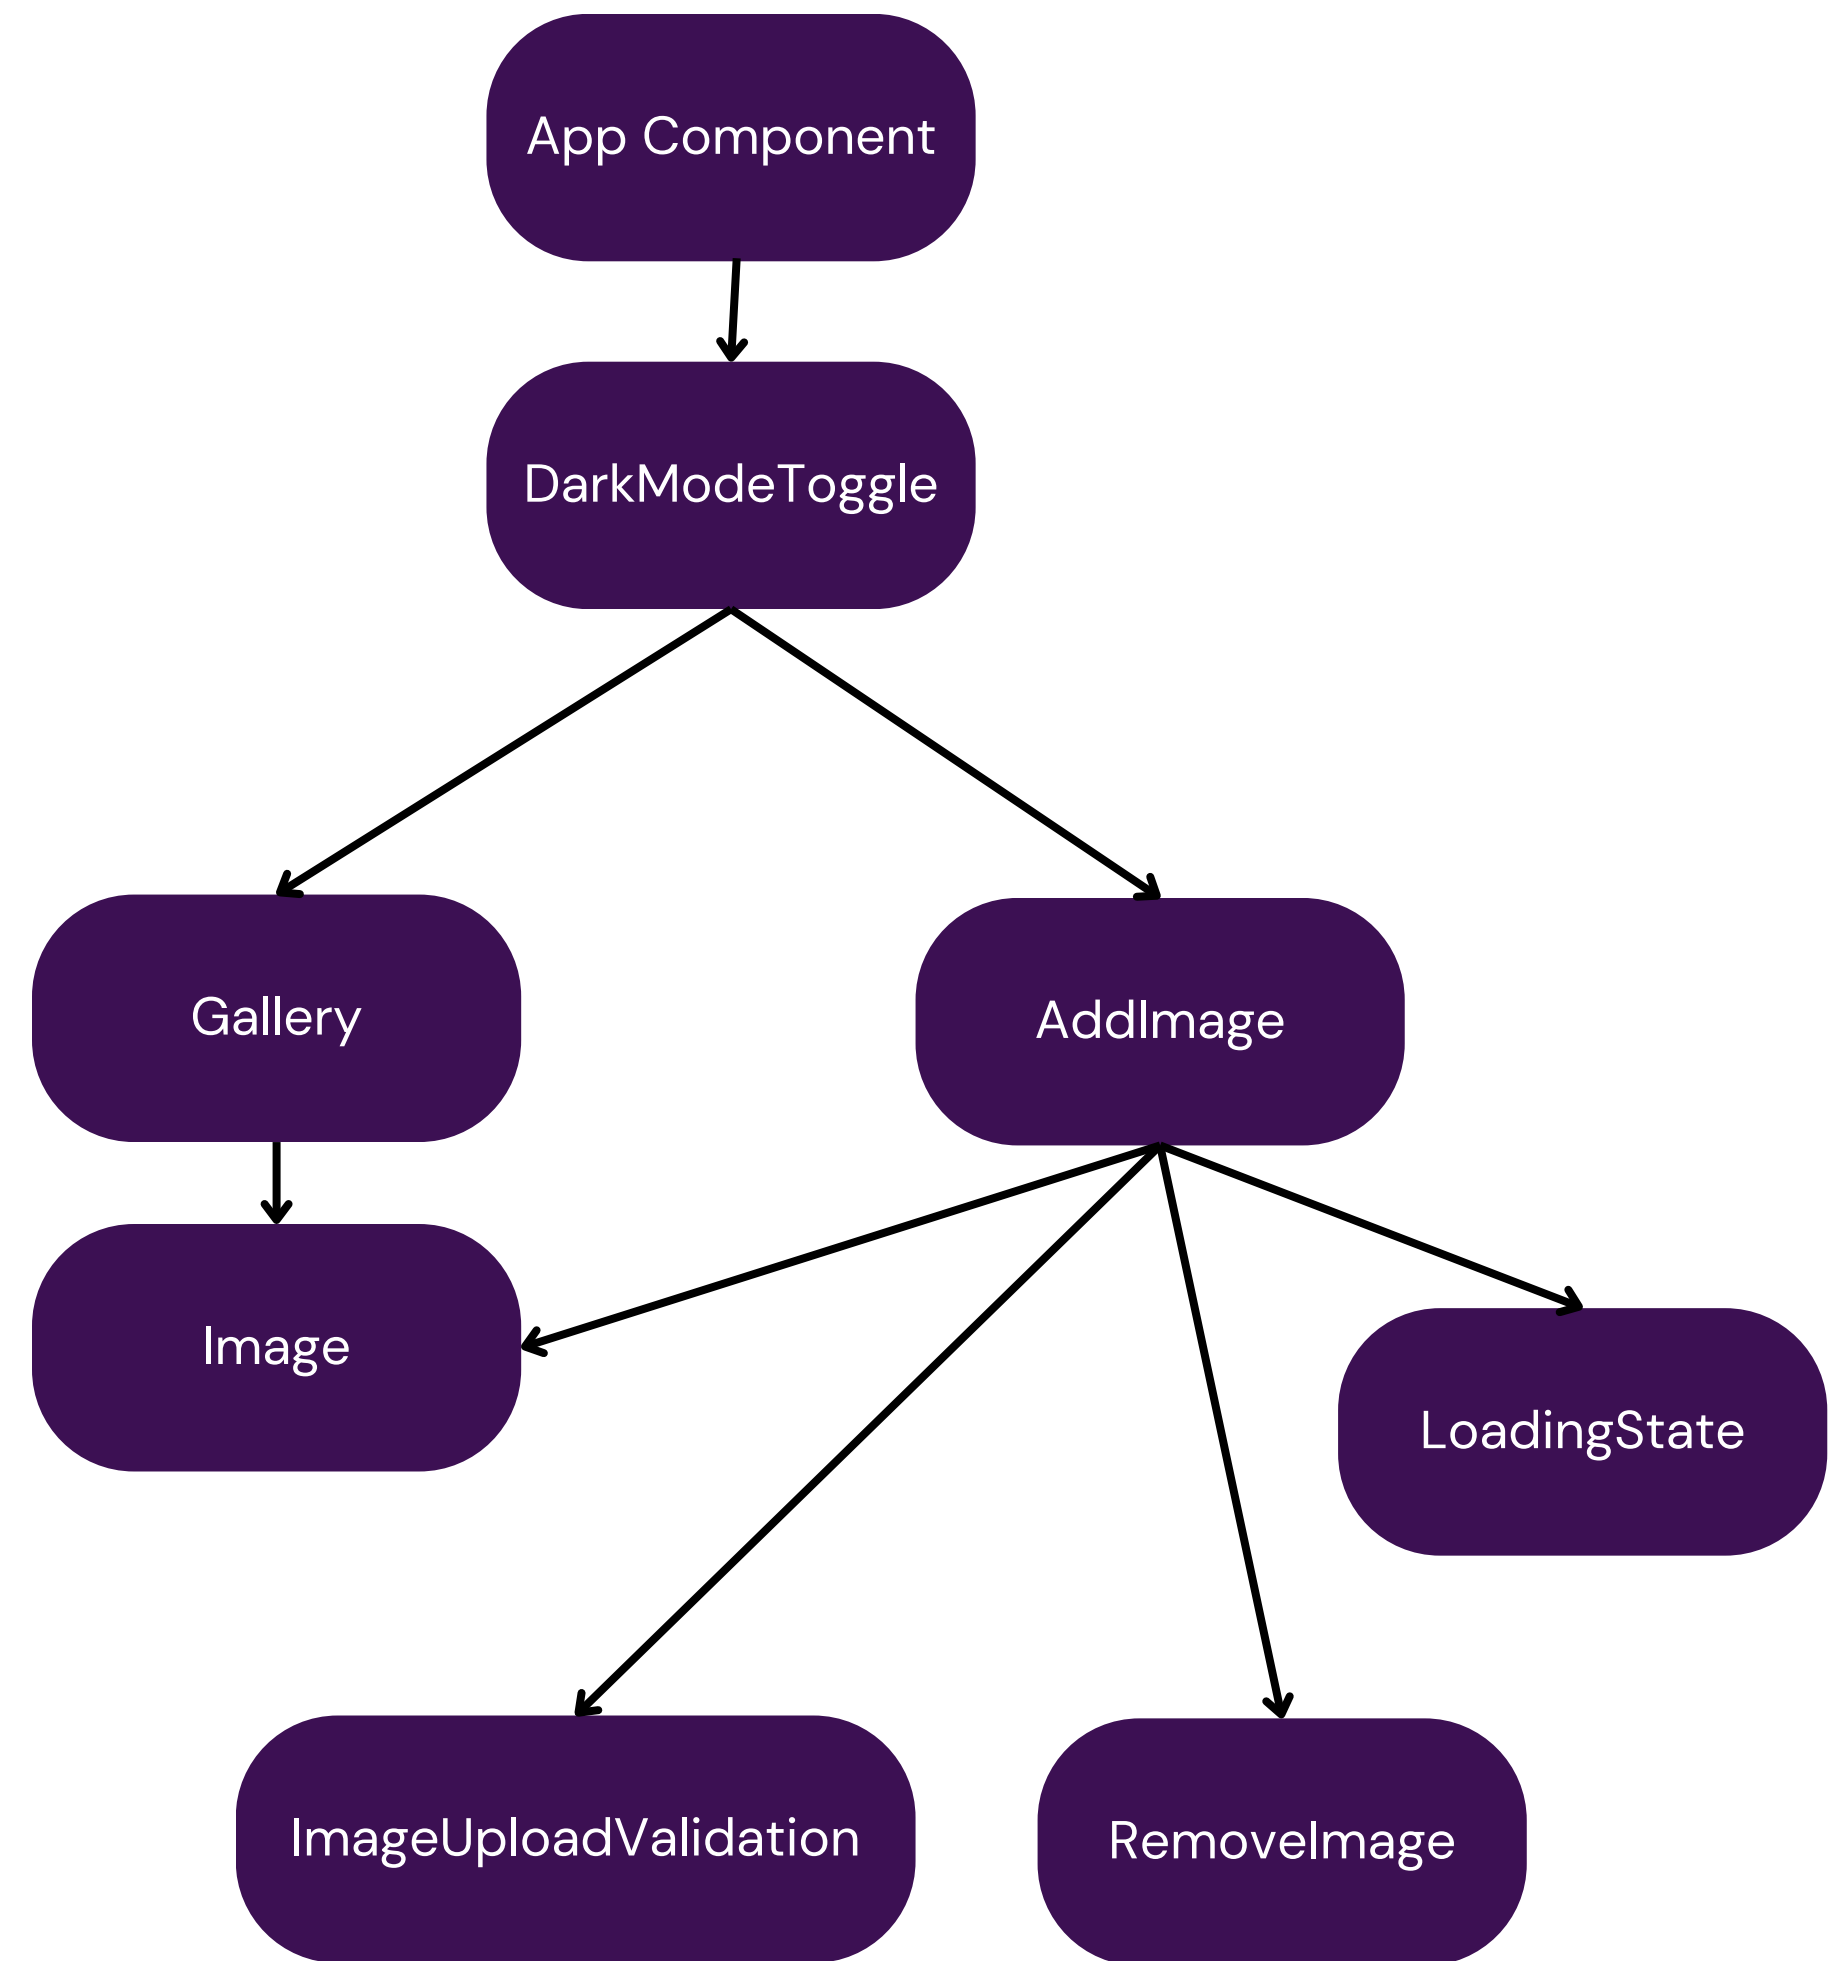 App Component
DarkModeToggle
Gallery
AddImage
Image
LoadingState
ImageUploadValidation
RemoveImage